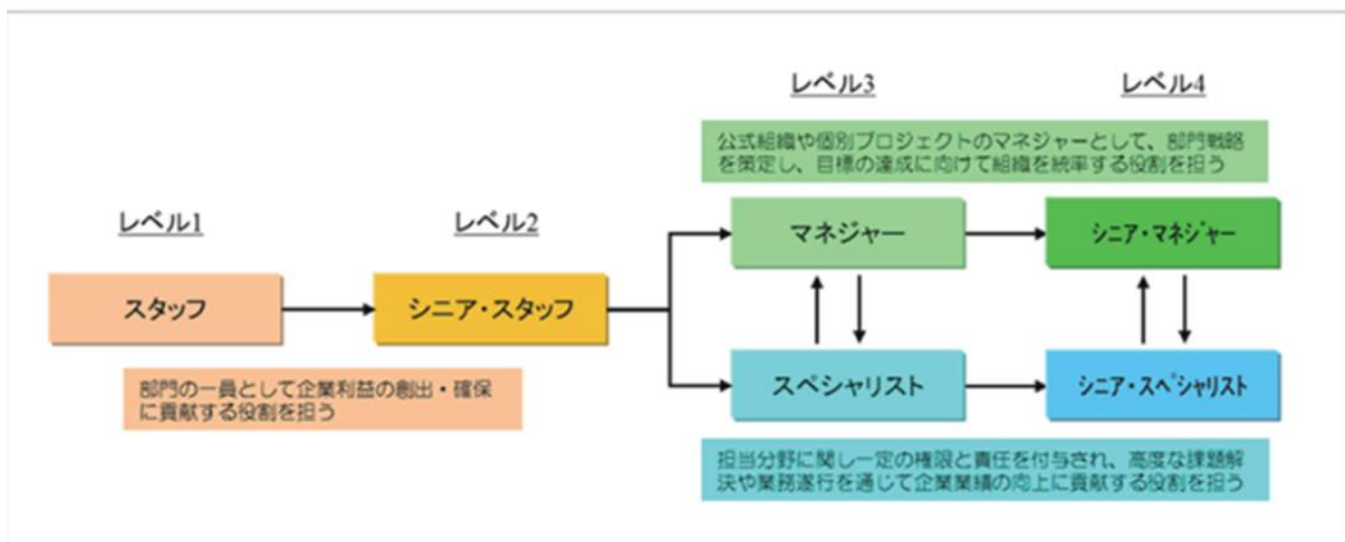 レベル3
レベル4
公式組織や個別プロジェクトのマネジャーとして、部門戦略
を策定し、目標の達成に向けて組織を統率する役割を担う
レベル1
レベル2
マネジャー
シニア・マネジャー
スタッフ
シニア・スタッフ
スペシャリスト
シニア・スペシャリスト
部門の一員として企業利益の創出・確保
に貢献する役割を担う
担当分野に関し一定の権限と責任を付与され、高度な課題解
決や業務遂行を通じて企業業績の向上に貢献する役割を担う